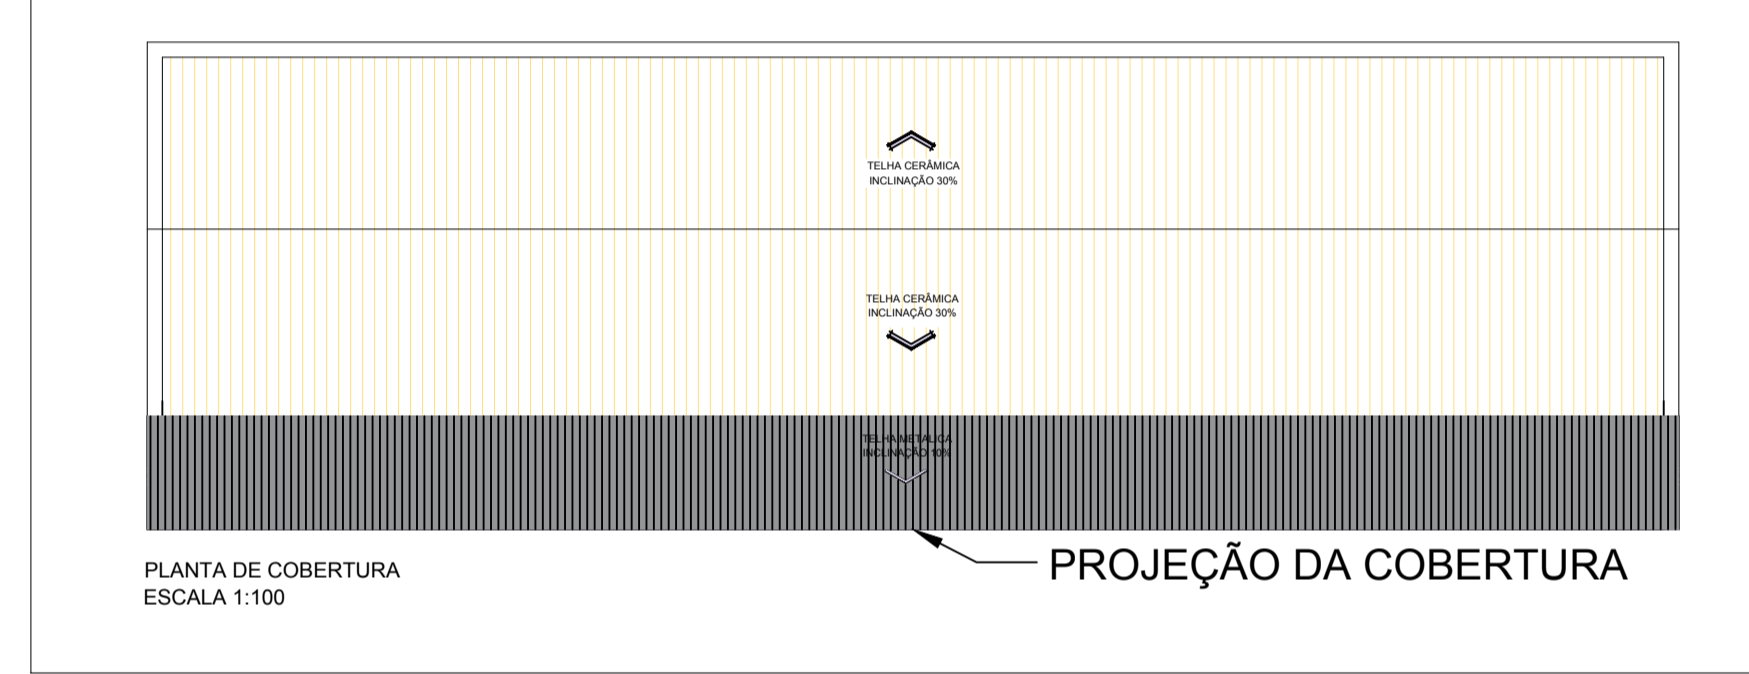 TELHA CERÂMICA
INCLINAÇÃO 30%
TELHA CERÂMICA
INCLINAÇÃO 30%
TELHA METALICA
INCLINAÇÃO 10%
PROJEÇÃO DA COBERTURA
PLANTA DE COBERTURA
ESCALA 1:100